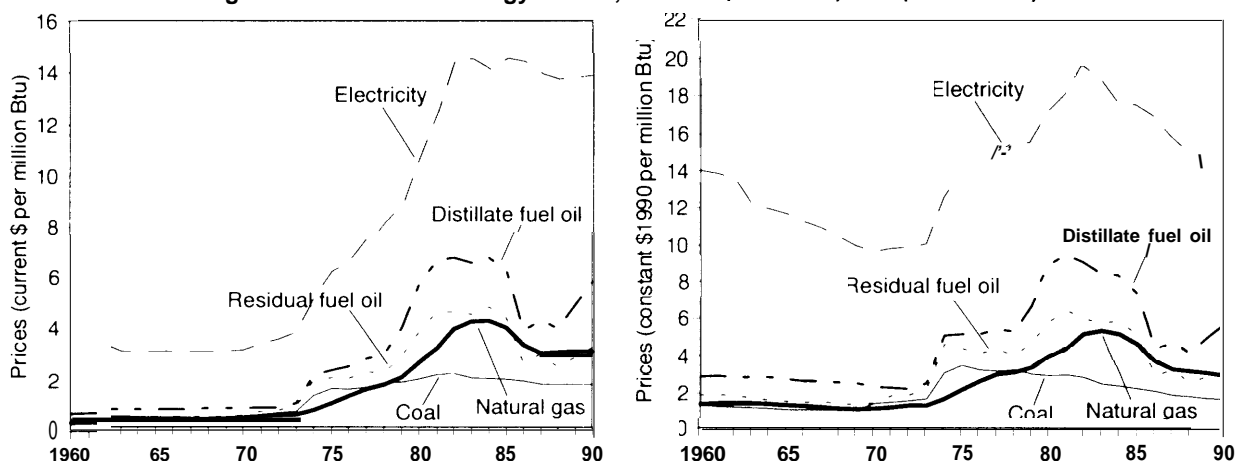 16
14
12
10
8
6
4
2
0
Prices (current $ per million Btu)
Electricity
Distillate fuel oil
Residual fuel oil
Coal
Natural gas
1960 65 70 75 80 85 90
22
20
18
16
14
12
10
8
6
4
2
Prices (constant $1990 per million Btu)
Electricity
Distillate fuel oil
Residual fuel oil
Coal
Natural gas
1960 65 70 75 80 85 90